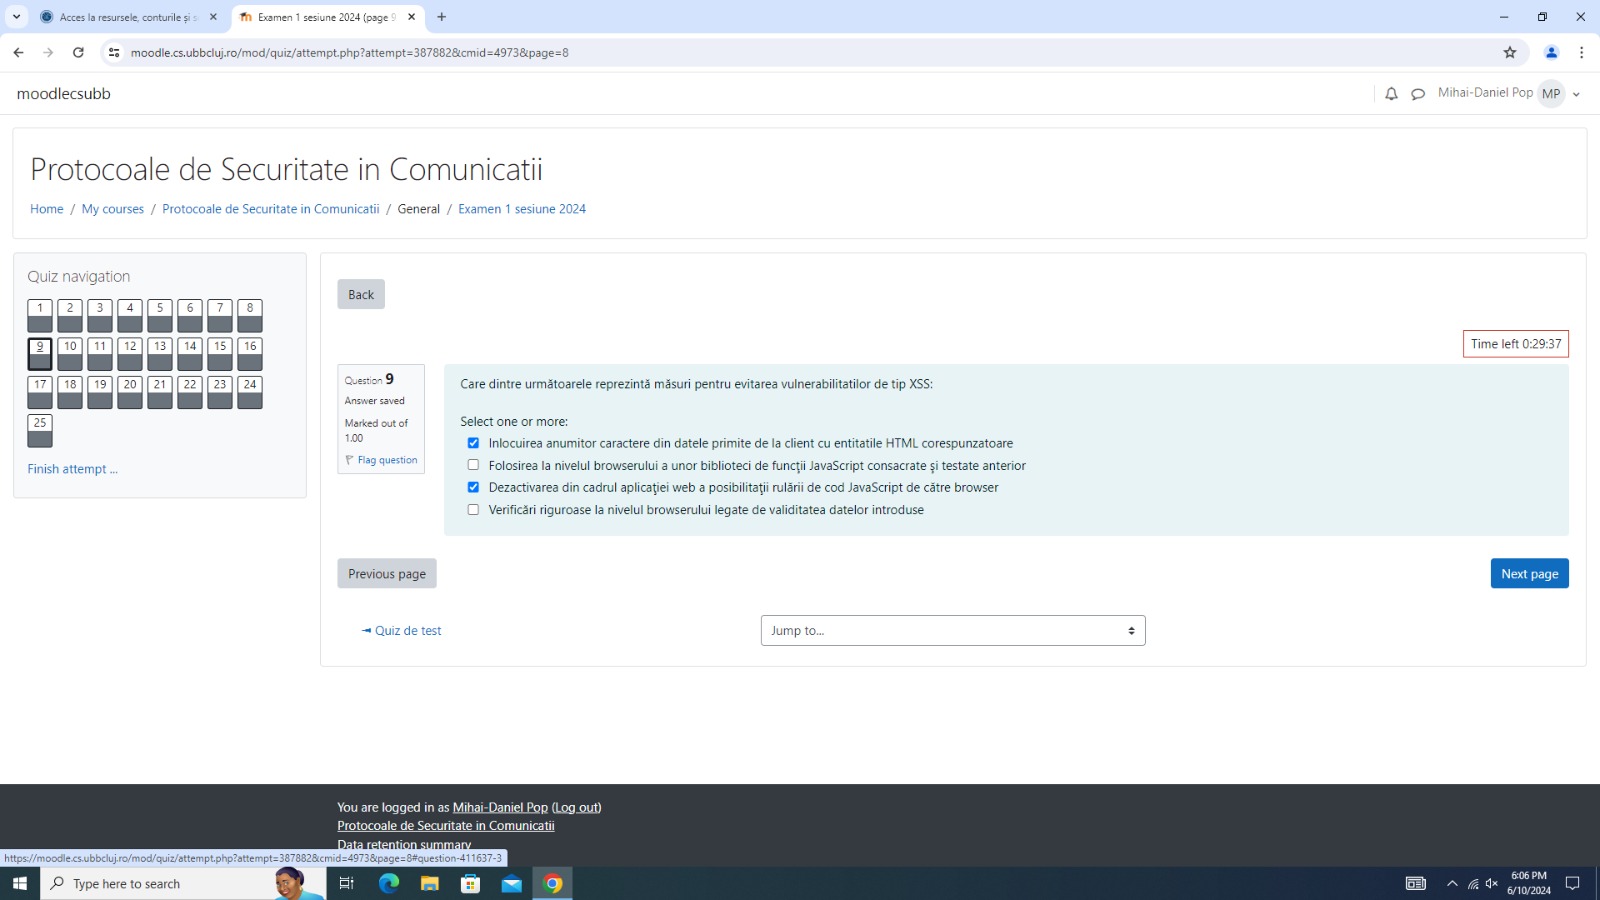 Acces la resursele, conturile și s
Examen 1 sesiune 2024 (page 9
moodle.cs.ubbcluj.ro/mod/quiz/attempt.php?attempt=387882&cmid=4973&page=8
moodlecsubb
Mihai-Daniel Pop MP
Protocoale de Securitate in Comunicatii
Home / My courses / Protocoale de Securitate in Comunicatii / General / Examen 1 sesiune 2024
Quiz navigation
1 2 3 4 5 6 7 8
9 10 11 12 13 14 15 16
17 18 19 20 21 22 23 24
25
Finish attempt ...
Back
Time left 0:29:37
Question 9
Answer saved
Marked out of
1.00
Flag question
Care dintre următoarele reprezintă măsuri pentru evitarea vulnerabilitatilor de tip XSS:
Select one or more:
Inlocuirea anumitor caractere din datele primite de la client cu entitatile HTML corespunzatoare
Folosirea la nivelul browserului a unor biblioteci de funcţii JavaScript consacrate şi testate anterior
Dezactivarea din cadrul aplicaţiei web a posibilitaţii rulării de cod JavaScript de către browser
Verificări riguroase la nivelul browserului legate de validitatea datelor introduse
Previous page
Next page
◄ Quiz de test
Jump to...
You are logged in as Mihai-Daniel Pop (Log out)
Protocoale de Securitate in Comunicatii
Data retention summary
https://moodle.cs.ubbcluj.ro/mod/quiz/attempt.php?attempt=387882&cmid=4973&page=8#question-411637-3
Type here to search
6:06 PM
6/10/2024